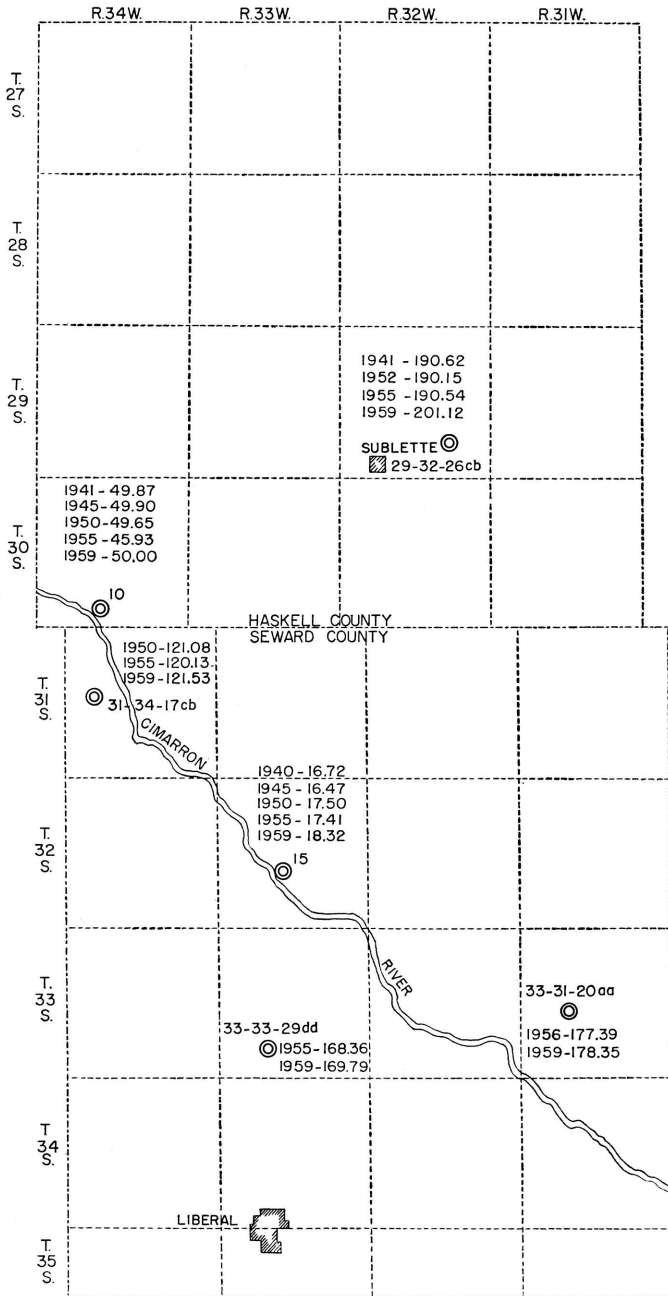 R.34W. R.33W. R.32W. R.31W.
T.
27
S.
T.
28
S.
T.
29
S.
1941 - 190.62
1952 - 190.15
1955 - 190.54
1959 - 201.12
SUBLETTE
29-32-26cb
T.
30
S.
1941 - 49.87
1945 - 49.90
1950 - 49.65
1955 - 45.93
1959 - 50.00
10
HASKELL COUNTY
SEWARD COUNTY
T.
31
S.
1950-121.08
1955-120.13
1959-121.53
31-34-17cb
CIMARRON
T.
32
S.
1940 - 16.72
1945 - 16.47
1950 - 17.50
1955 - 17.41
1959 - 18.32
15
RIVER
T.
33
S.
33-31-20aa
1956-177.39
1959-178.35
33-33-29dd
1955-168.36
1959-169.79
T
34
S.
LIBERAL
T.
35
S.